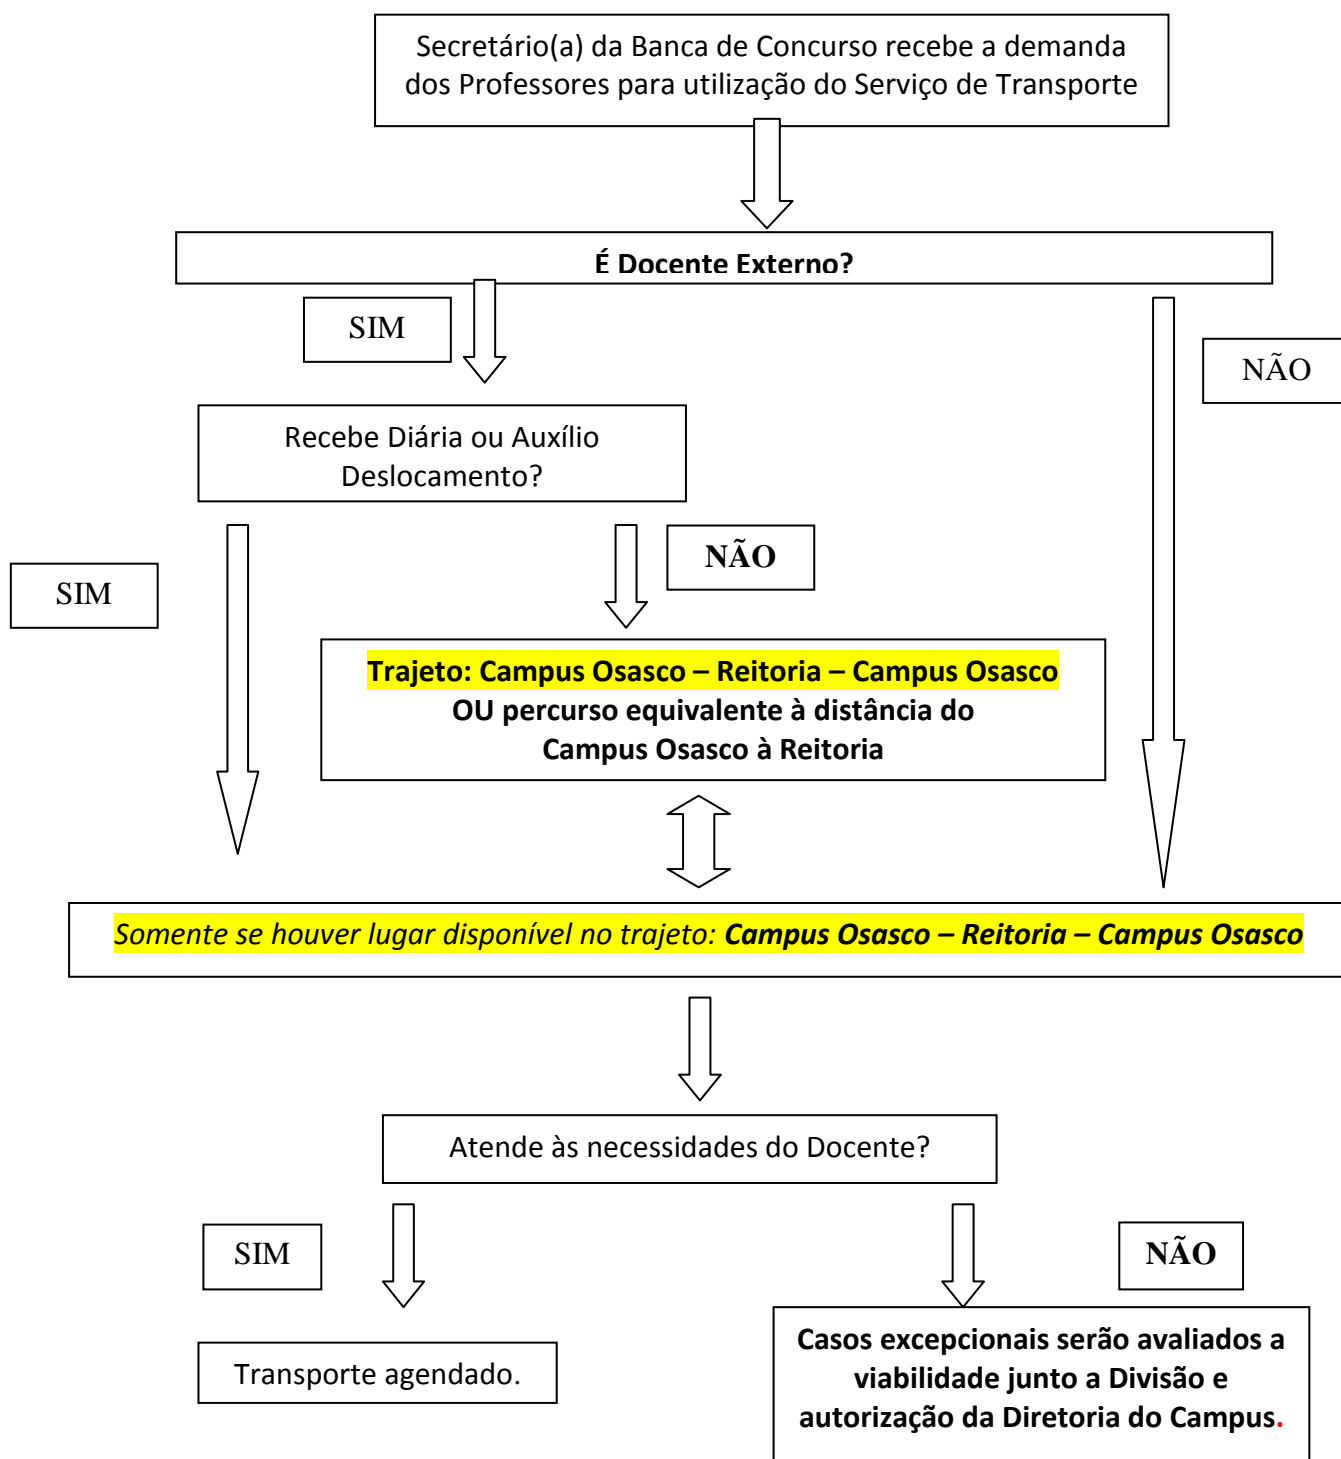 Secretário(a) da Banca de Concurso recebe a demanda
dos Professores para utilização do Serviço de Transporte
É Docente Externo?
SIM
NÃO
Recebe Diária ou Auxílio
Deslocamento?
SIM
NÃO
Trajeto: Campus Osasco – Reitoria – Campus Osasco
OU percurso equivalente à distância do
Campus Osasco à Reitoria
Somente se houver lugar disponível no trajeto: Campus Osasco – Reitoria – Campus Osasco
Atende às necessidades do Docente?
SIM
NÃO
Transporte agendado.
Casos excepcionais serão avaliados a
viabilidade junto a Divisão e
autorização da Diretoria do Campus.